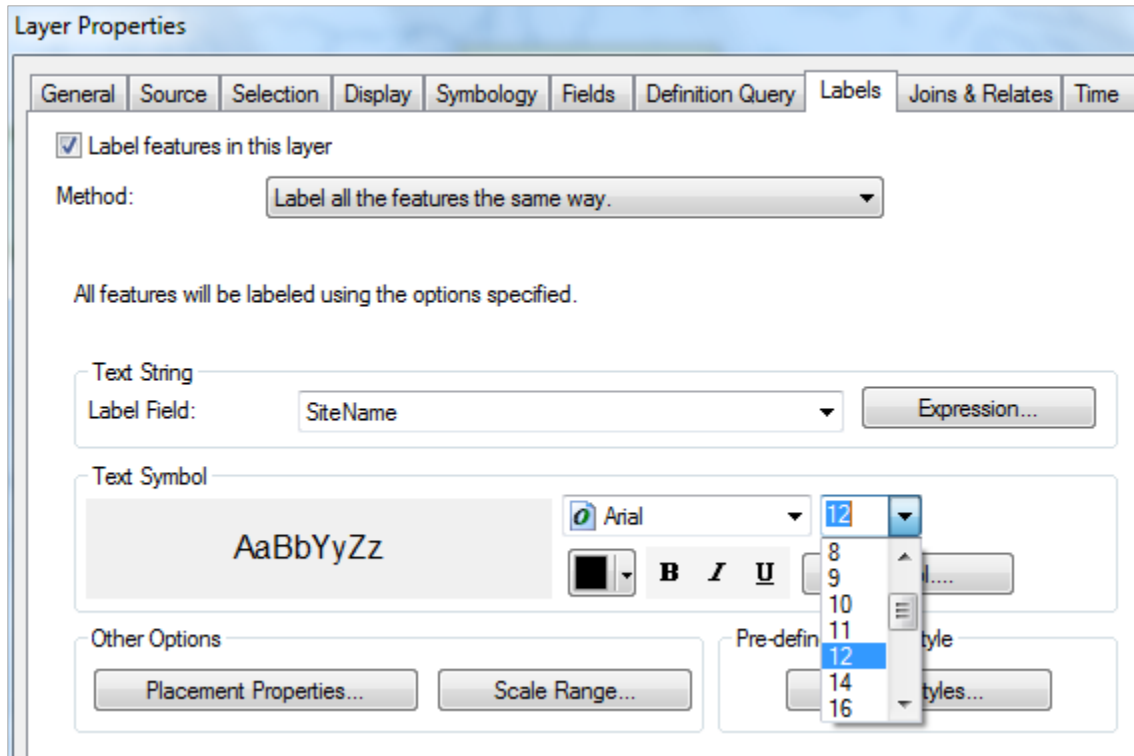 Layer Properties
General Source Selection Display Symbology Fields Definition Query Labels Joins & Relates Time
Label features in this layer
Method: Label all the features the same way.
All features will be labeled using the options specified.
Text String
Label Field: SiteName Expression...
Text Symbol
AaBbYyZz Arial 12
B I U
8
9
10
11
12
14
16
Other Options
Placement Properties... Scale Range...